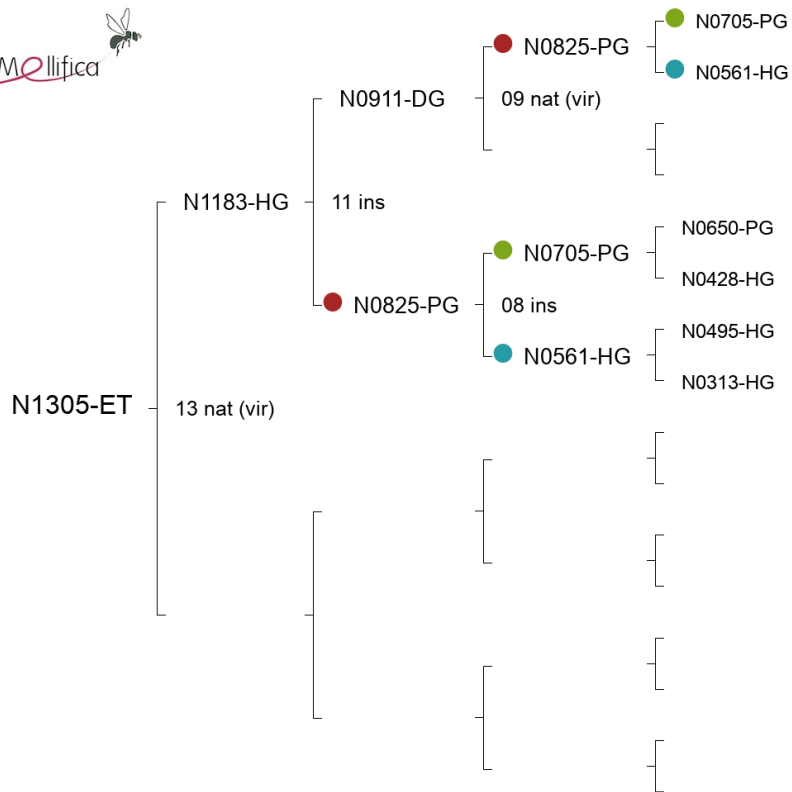 Mellifica
N0705-PG
N0825-PG
N0561-HG
N0911-DG
09 nat (vir)
N1183-HG
11 ins
N0650-PG
N0705-PG
N0428-HG
N0825-PG
08 ins
N0495-HG
N0561-HG
N0313-HG
N1305-ET
13 nat (vir)